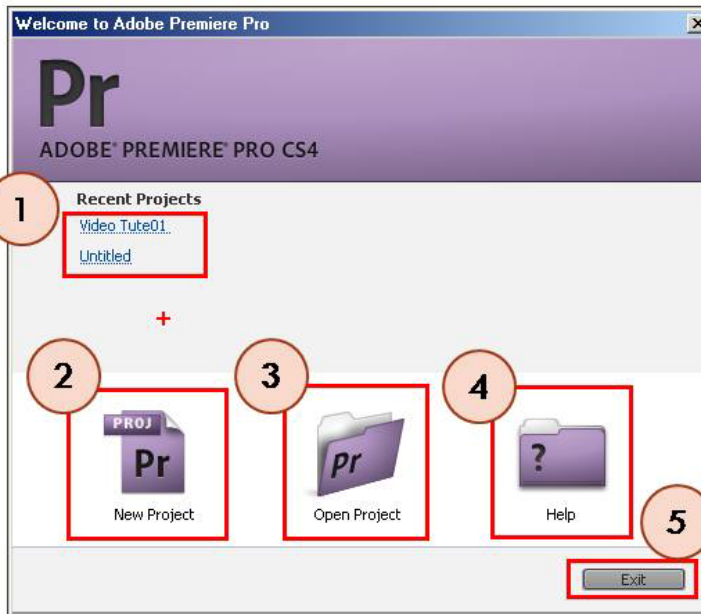 Welcome to Adobe Premiere Pro
Pr
ADOBE® PREMIERE® PRO CS4
1
Recent Projects
Video Tute01
Untitled
+
2
3
4
PROJ
Pr
Pr
?
New Project
Open Project
Help
5
Exit